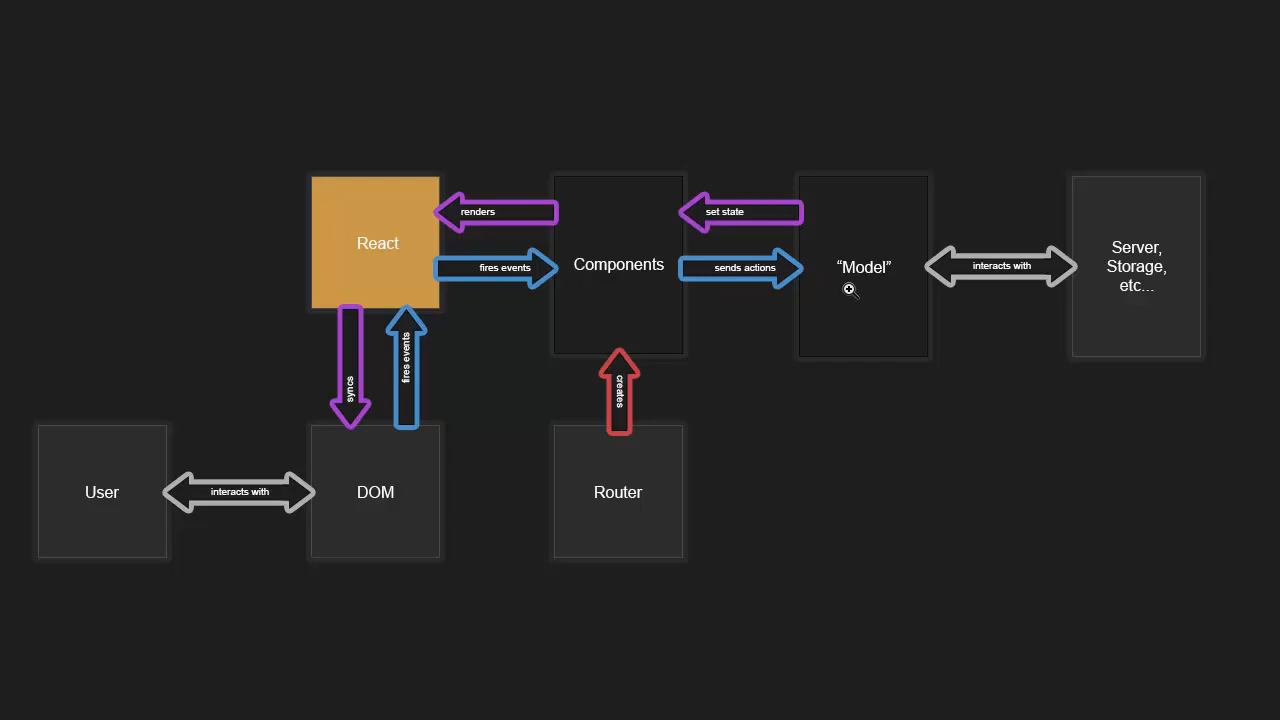 React
renders
fires events
Components
set state
sends actions
“Model”
interacts with
Server,
Storage,
etc...
syncs
fires events
creates
User
interacts with
DOM
Router